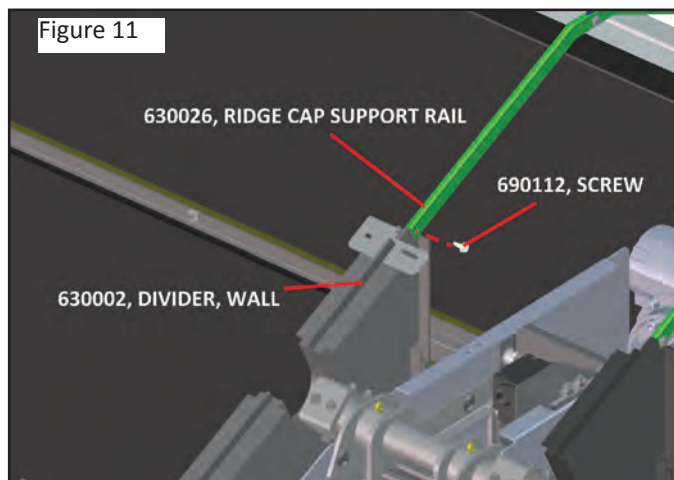 Figure 11
630026, RIDGE CAP SUPPORT RAIL
690112, SCREW
630002, DIVIDER, WALL